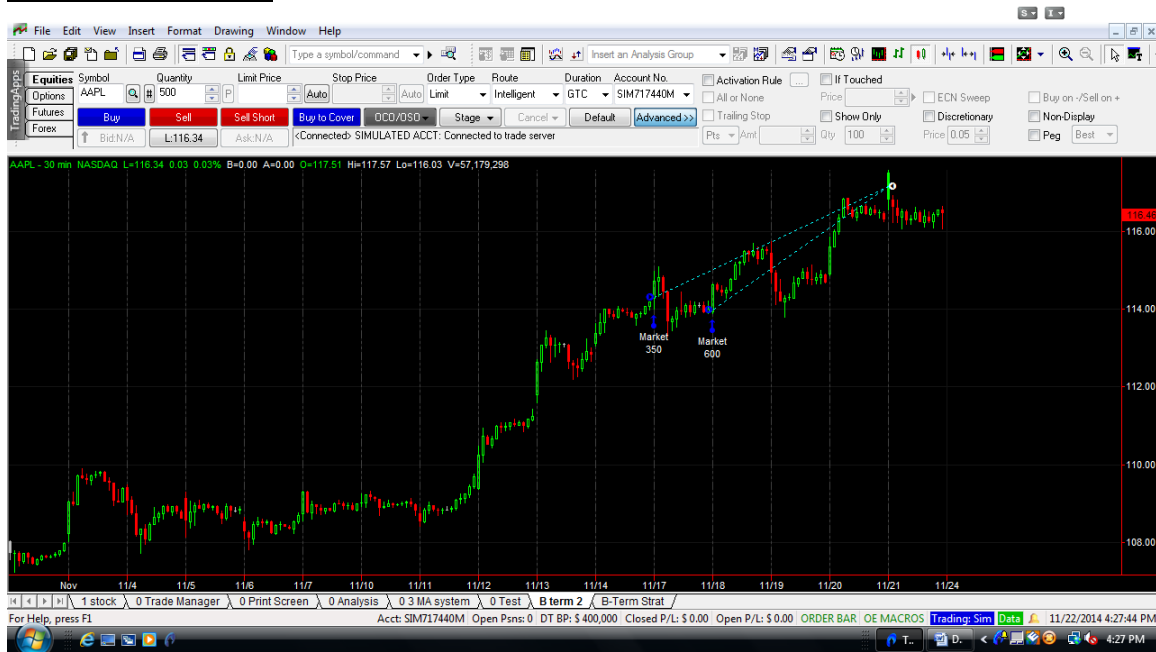 S I
File Edit View Insert Format Drawing Window Help
Type a symbol/command Insert an Analysis Group
TradingApps
Equities Symbol Quantity Limit Price Stop Price Order Type Route Duration Account No. Activation Rule ... If Touched
Options AAPL # 500 P Auto Auto Limit Intelligent GTC SIM717440M All or None Price ECN Sweep Buy on -/Sell on +
Futures Buy Sell Sell Short Buy to Cover OCO/OSO Stage Cancel Default Advanced >> Trailing Stop Show Only Discretionary Non-Display
Forex Bid:N/A L:116.34 Ask:N/A <Connected> SIMULATED ACCT: Connected to trade server Pts Amt Qty 100 Price 0.05 Peg Best
AAPL - 30 min NASDAQ L=116.34 0.03 0.03% B=0.00 A=0.00 O=117.51 Hi=117.57 Lo=116.03 V=57,179,298
116.46
116.00
114.00
Market
350
Market
600
112.00
110.00
108.00
Nov 11/4 11/5 11/6 11/7 11/10 11/11 11/12 11/13 11/14 11/17 11/18 11/19 11/20 11/21 11/24
1 stock 0 Trade Manager 0 Print Screen 0 Analysis 0 3 MA system 0 Test B term 2 B-Term Strat
For Help, press F1 Acct: SIM717440M Open Psns: 0 DT BP: $ 400,000 Closed P/L: $ 0.00 Open P/L: $ 0.00 ORDER BAR OE MACROS Trading: Sim Data 11/22/2014 4:27:44 PM
T... D. < 4:27 PM